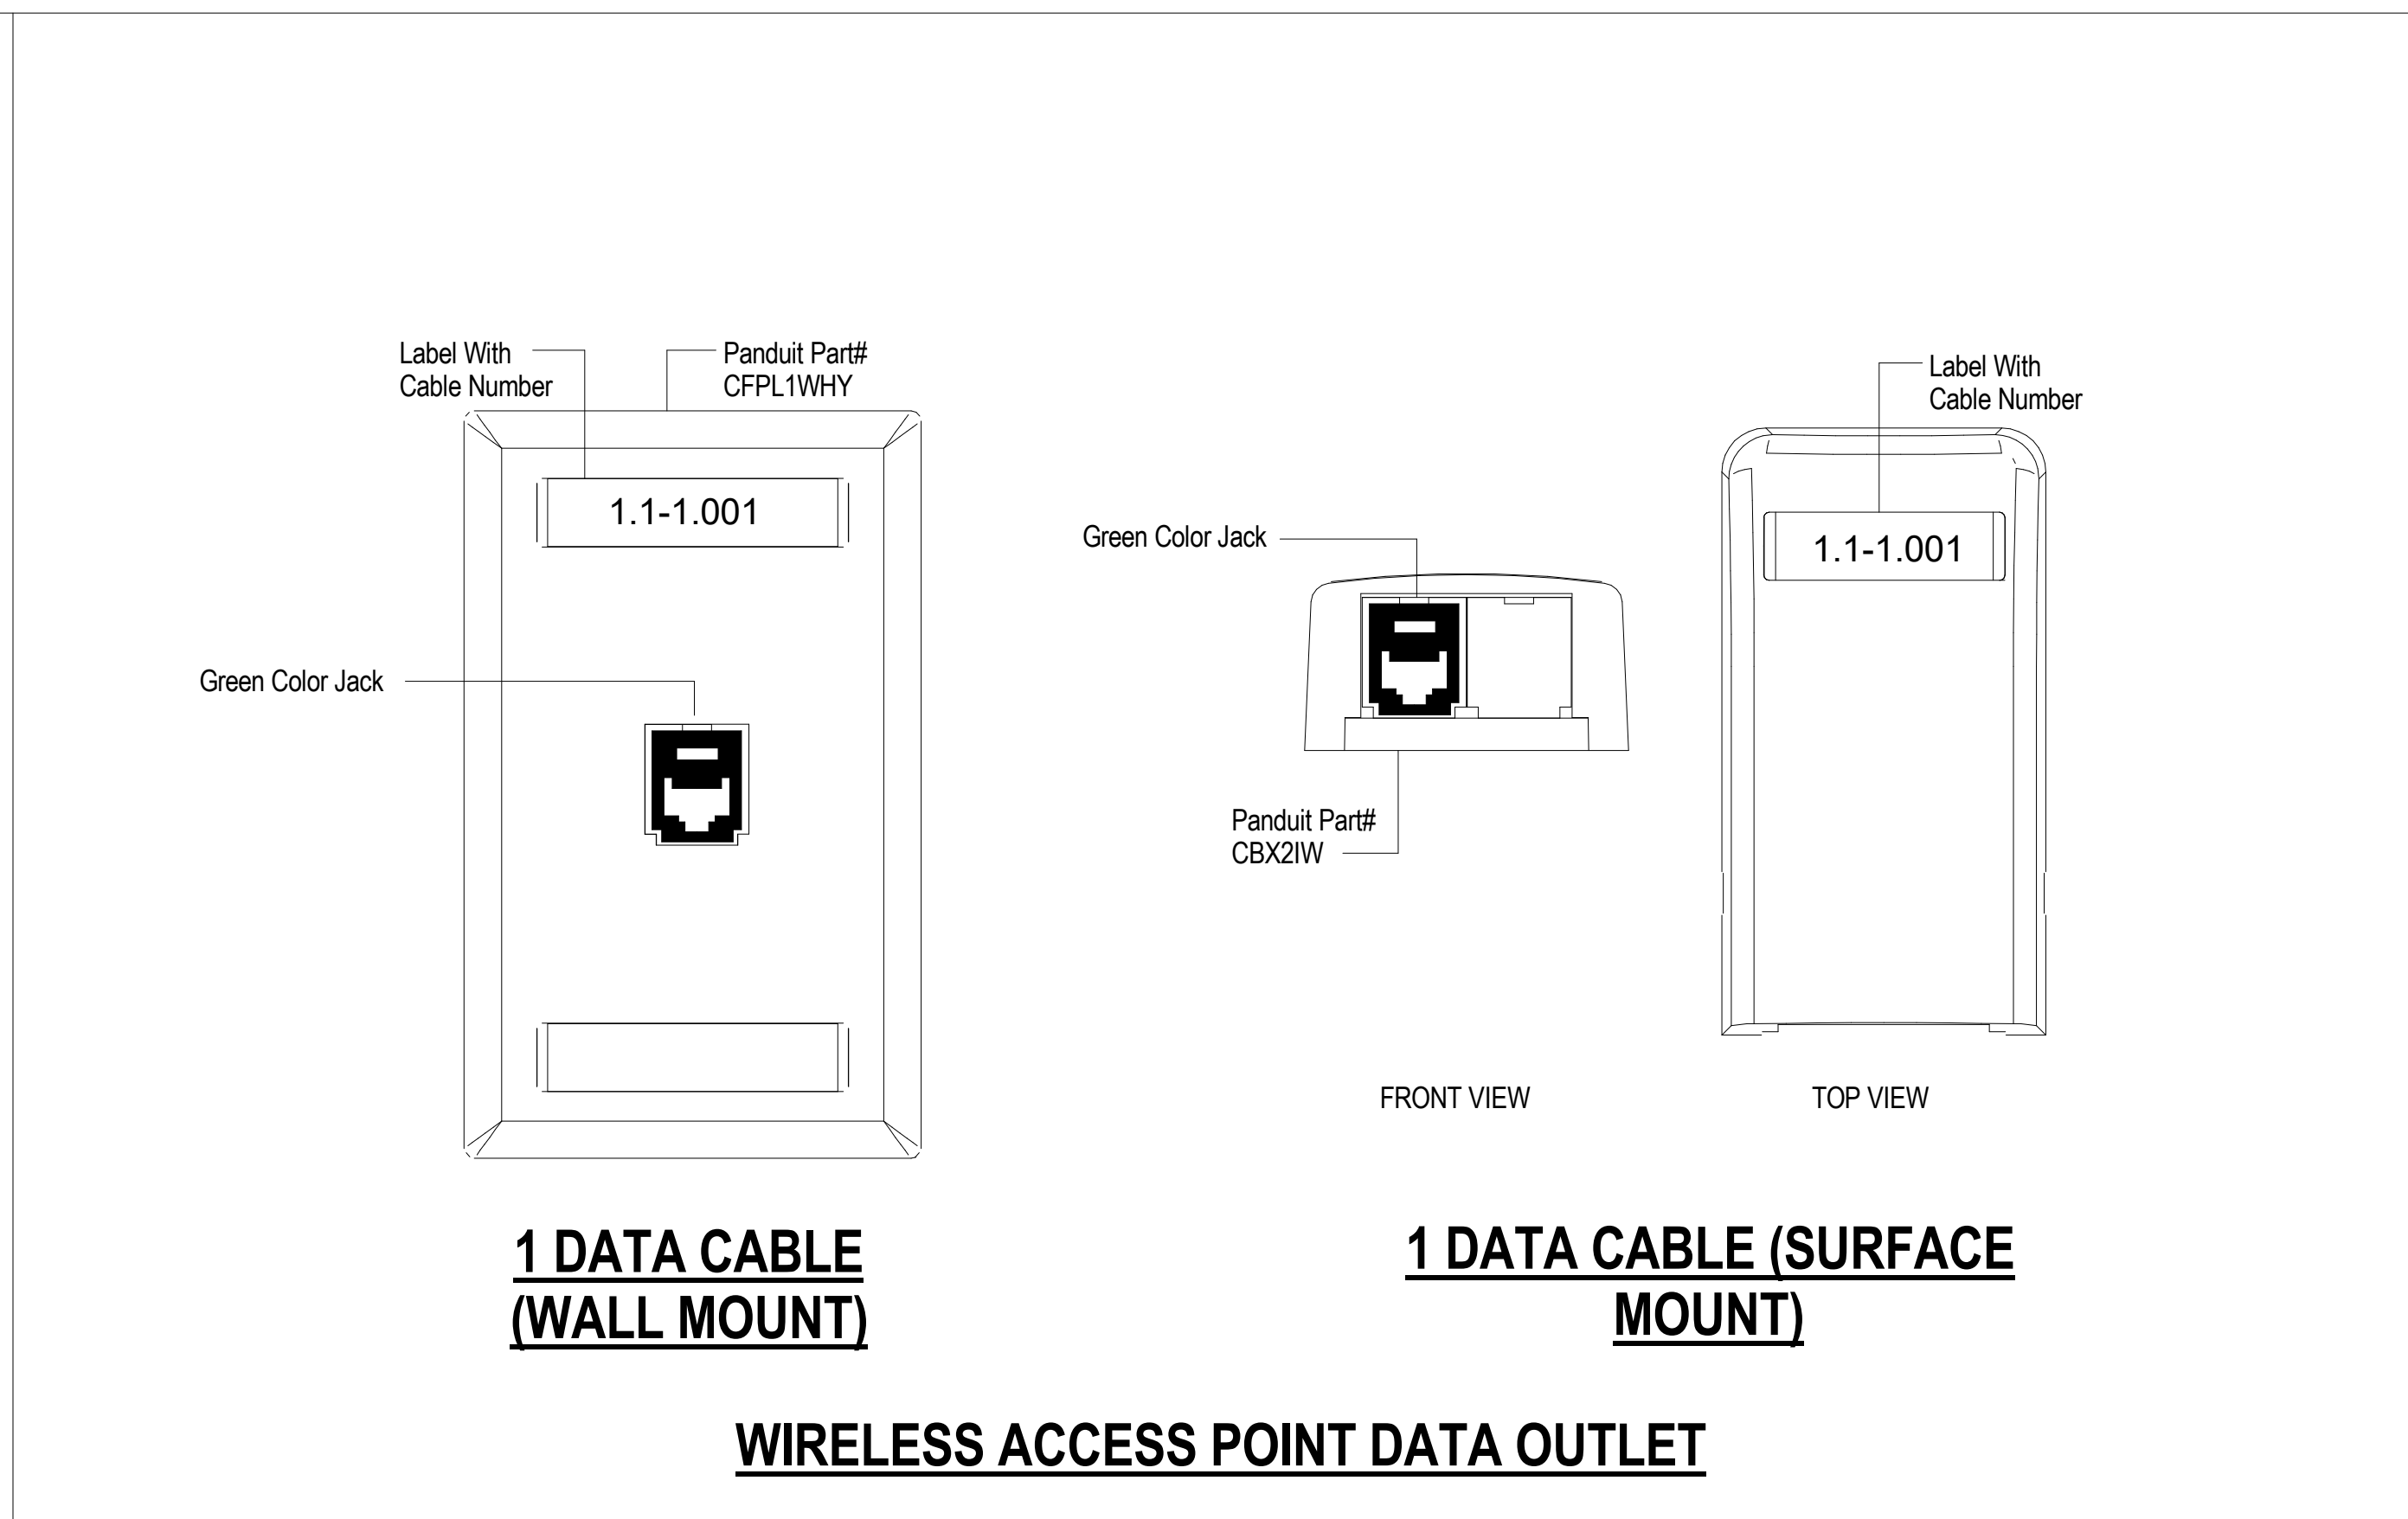 Label With
Cable Number
Panduit Part#
CFPL1WHY
1.1-1.001
Green Color Jack
1 DATA CABLE
(WALL MOUNT)
Green Color Jack
Panduit Part#
CBX2IW
FRONT VIEW
Label With
Cable Number
1.1-1.001
TOP VIEW
1 DATA CABLE (SURFACE
MOUNT)
WIRELESS ACCESS POINT DATA OUTLET